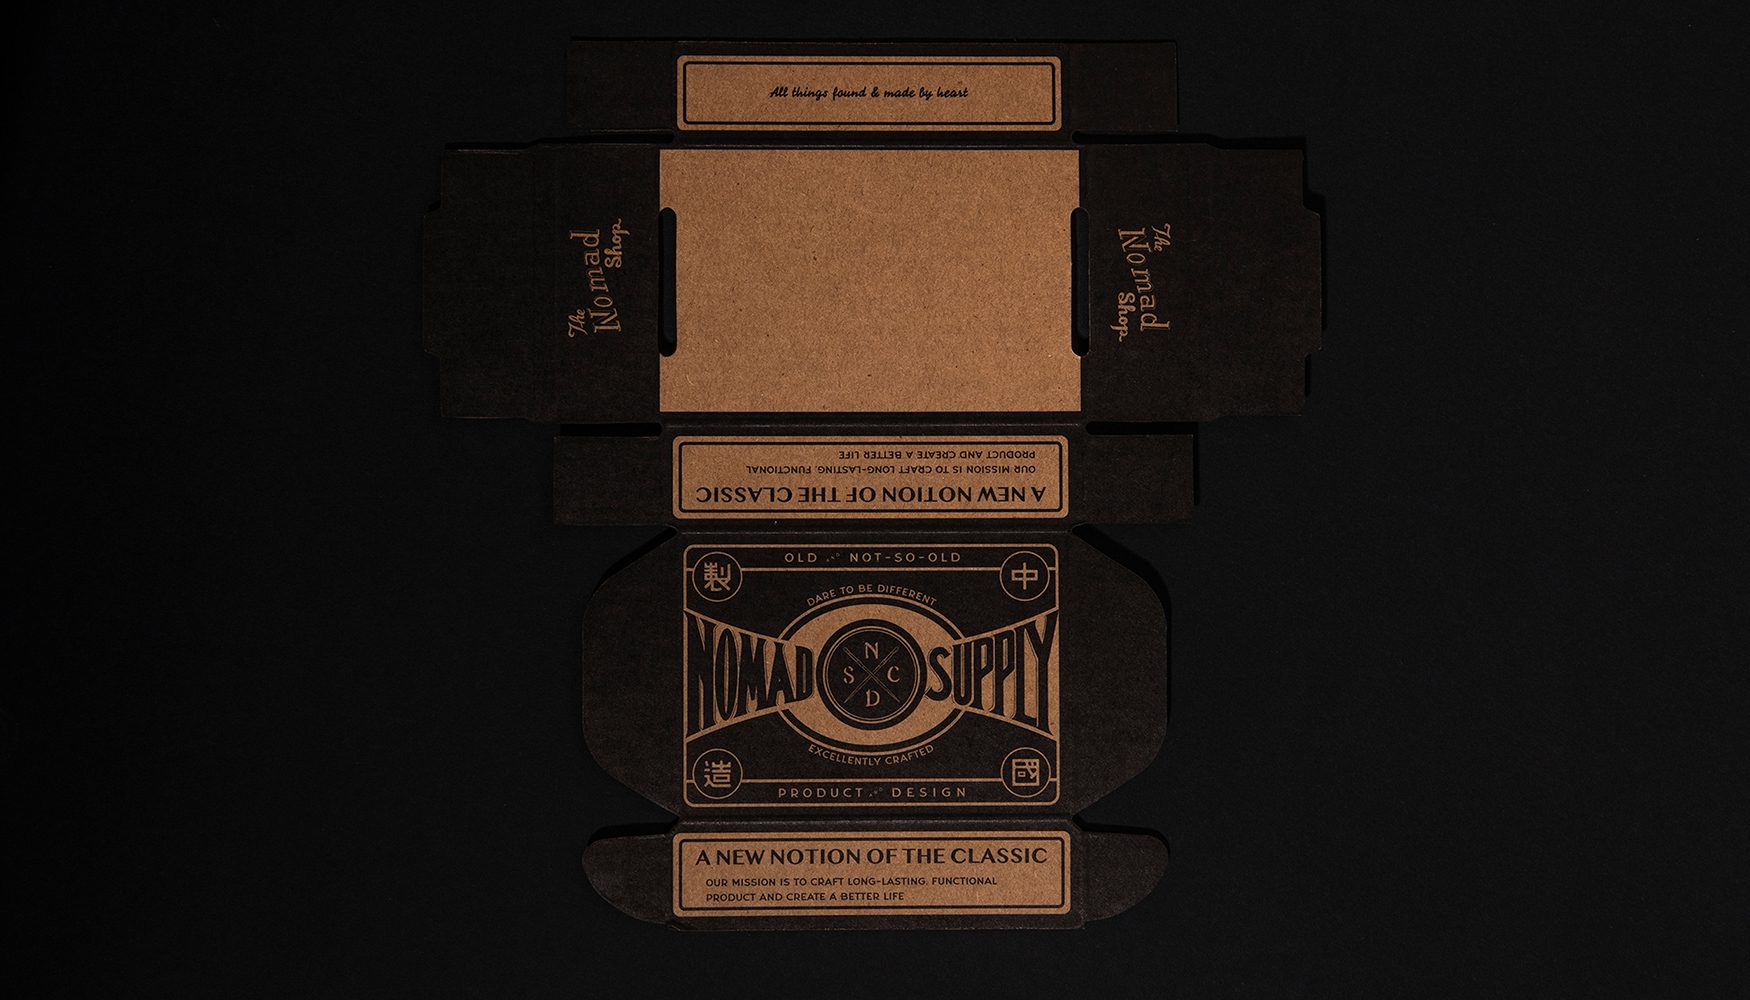 All things found & made by heart
The
Nomad
Shop
The
Nomad
Shop
A NEW NOTION OF THE CLASSIC
OUR MISSION IS TO CRAFT LONG-LASTING, FUNCTIONAL
PRODUCT AND CREATE A BETTER LIFE
OLD AND NOT-SO-OLD
製
中
DARE TO BE DIFFERENT
NOMAD SUPPLY
N
S C
D
EXCELLENTLY CRAFTED
造
國
PRODUCT AND DESIGN
A NEW NOTION OF THE CLASSIC
OUR MISSION IS TO CRAFT LONG-LASTING, FUNCTIONAL
PRODUCT AND CREATE A BETTER LIFE